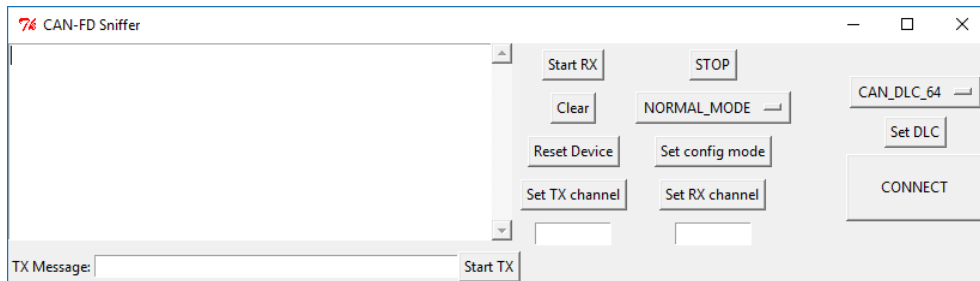 CAN-FD Sniffer
Start RX
STOP
CAN_DLC_64
Clear
NORMAL_MODE
Set DLC
Reset Device
Set config mode
CONNECT
Set TX channel
Set RX channel
TX Message:
Start TX